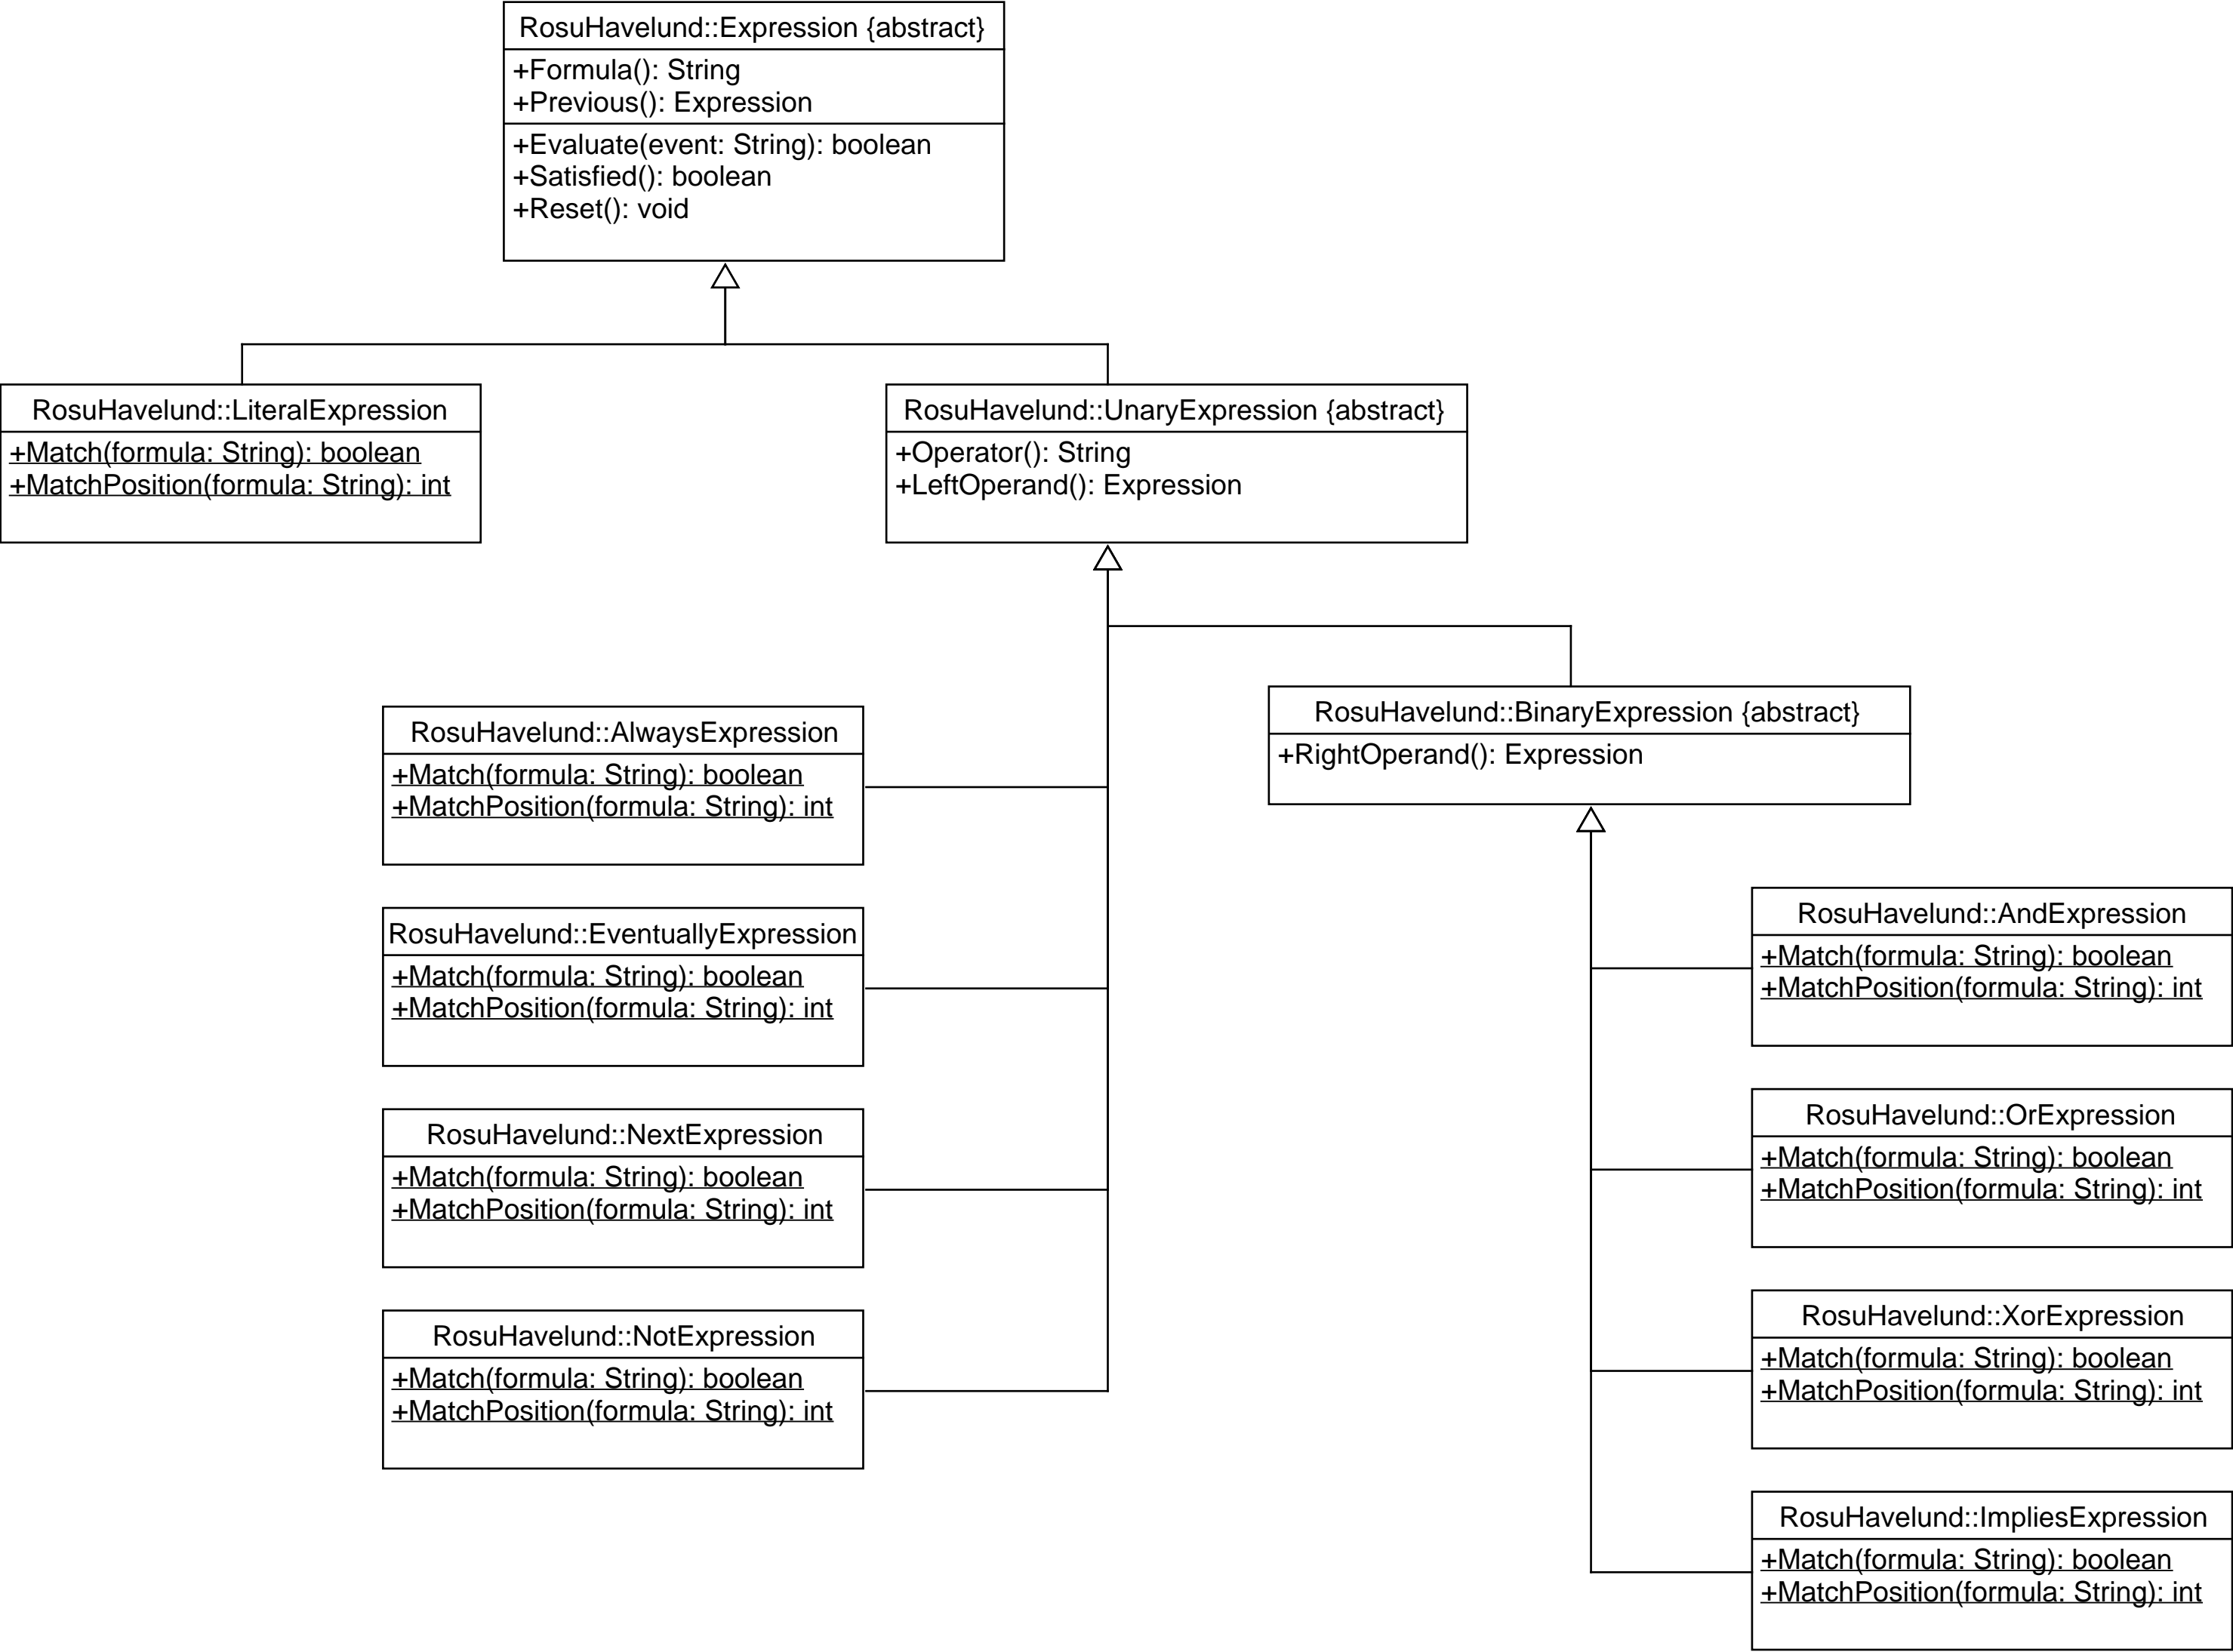 RosuHavelund::Expression {abstract}
+Formula(): String
+Previous(): Expression
+Evaluate(event: String): boolean
+Satisfied(): boolean
+Reset(): void
RosuHavelund::LiteralExpression
+Match(formula: String): boolean
+MatchPosition(formula: String): int
RosuHavelund::UnaryExpression {abstract}
+Operator(): String
+LeftOperand(): Expression
RosuHavelund::AlwaysExpression
+Match(formula: String): boolean
+MatchPosition(formula: String): int
RosuHavelund::EventuallyExpression
+Match(formula: String): boolean
+MatchPosition(formula: String): int
RosuHavelund::NextExpression
+Match(formula: String): boolean
+MatchPosition(formula: String): int
RosuHavelund::NotExpression
+Match(formula: String): boolean
+MatchPosition(formula: String): int
RosuHavelund::BinaryExpression {abstract}
+RightOperand(): Expression
RosuHavelund::AndExpression
+Match(formula: String): boolean
+MatchPosition(formula: String): int
RosuHavelund::OrExpression
+Match(formula: String): boolean
+MatchPosition(formula: String): int
RosuHavelund::XorExpression
+Match(formula: String): boolean
+MatchPosition(formula: String): int
RosuHavelund::ImpliesExpression
+Match(formula: String): boolean
+MatchPosition(formula: String): int